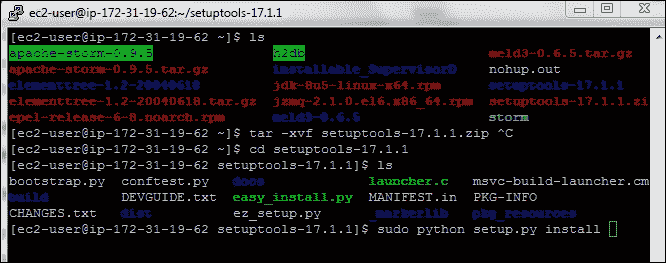 ec2-user@ip-172-31-19-62:~/setuptools-17.1.1
[ec2-user@ip-172-31-19-62 ~]$ ls
apache-storm-0.9.5 h2db meld3-0.6.5.tar.gz
apache-storm-0.9.5.tar.gz installable_SupervisorD nohup.out
elementtree-1.2-20040618 jdk-8u5-linux-x64.rpm setuptools-17.1.1
elementtree-1.2-20040618.tar.gz jzmq-2.1.0.el6.x86_64.rpm setuptools-17.1.1.zi
epel-release-6-8.noarch.rpm meld3-0.6.5 storm
[ec2-user@ip-172-31-19-62 ~]$ tar -xvf setuptools-17.1.1.zip ^C
[ec2-user@ip-172-31-19-62 ~]$ cd setuptools-17.1.1
[ec2-user@ip-172-31-19-62 setuptools-17.1.1]$ ls
bootstrap.py conftest.py docs launcher.c msvc-build-launcher.cm
build DEVGUIDE.txt easy_install.py MANIFEST.in PKG-INFO
CHANGES.txt dist ez_setup.py _markerlib pkg_resources
[ec2-user@ip-172-31-19-62 setuptools-17.1.1]$ sudo python setup.py install